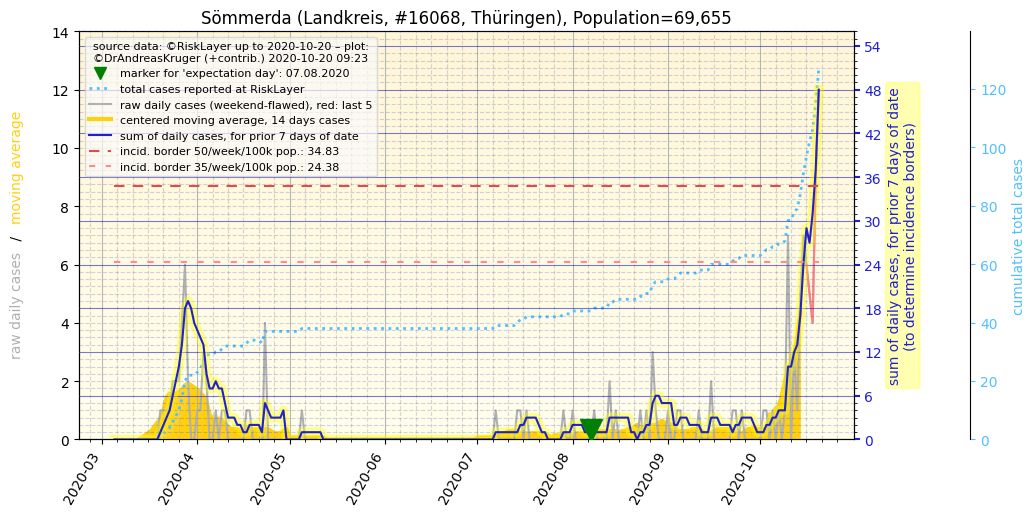 Sömmerda (Landkreis, #16068, Thüringen), Population=69,655
source data: ©RiskLayer up to 2020-10-20 – plot:
©DrAndreasKruger (+contrib.) 2020-10-20 09:23
marker for 'expectation day': 07.08.2020
total cases reported at RiskLayer
raw daily cases (weekend-flawed), red: last 5
centered moving average, 14 days cases
sum of daily cases, for prior 7 days of date
incid. border 50/week/100k pop.: 34.83
incid. border 35/week/100k pop.: 24.38
raw daily cases / moving average
14
12
10
8
6
4
2
0
2020-03
2020-04
2020-05
2020-06
2020-07
2020-08
2020-09
2020-10
54
48
42
36
30
24
18
12
6
0
sum of daily cases, for prior 7 days of date
(to determine incidence borders)
120
100
80
60
40
20
0
cumulative total cases